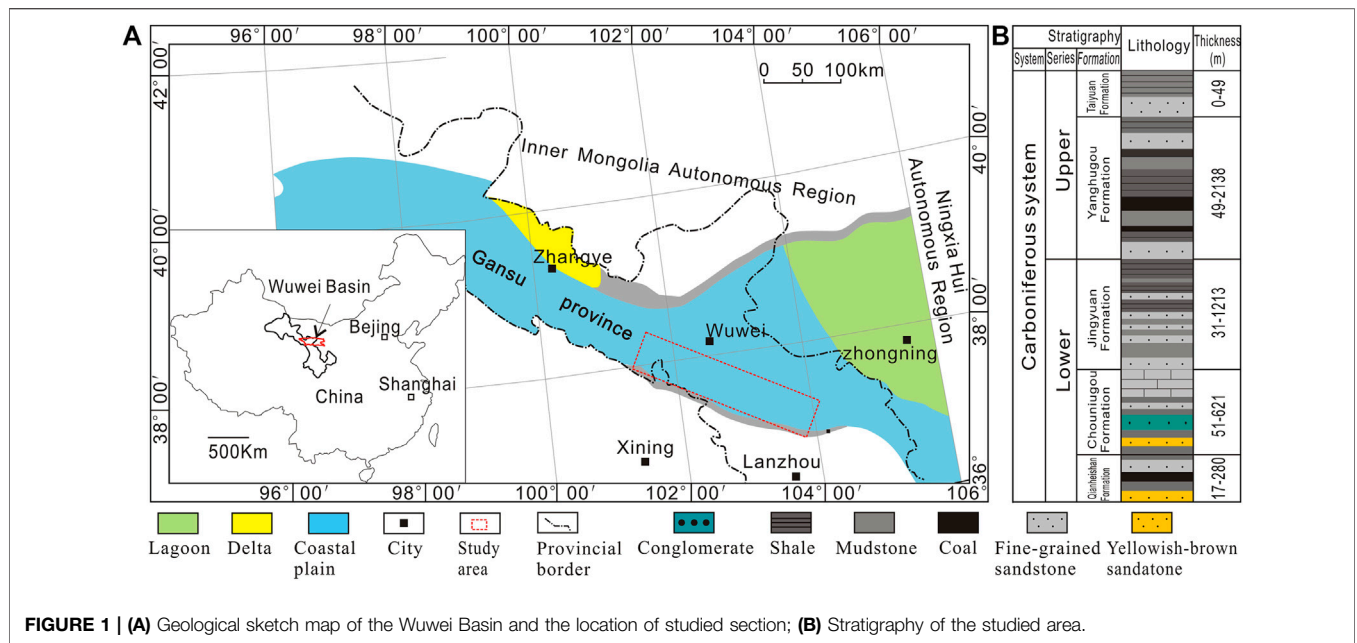 A
96°00′ 98°00′ 100°00′ 102°00′ 104°00′ 106°00′
42°00′
40°00′
38°00′
0 50 100km
40°00′
38°00′
36°
Inner Mongolia Autonomous Region
Ningxia Hui
Autonomous Region
Zhangye
Gansu province
Wuwei
zhongning
Xining
Lanzhou
Wuwei Basin
Bejing
Shanghai
China
500Km
96°00′ 98°00′ 100°00′ 102°00′ 104°00′ 106°
B
Stratigraphy
Lithology
Thickness
(m)
System Series Formation
Carboniferous system
Upper
Lower
Taiyuan
Formation
0-49
Yanghugou
Formation
49-2138
Jingyuan
Formation
31-1213
Chouniugou
Formation
51-621
Qianheishan
Formation
17-280
Lagoon
Delta
Coastal
plain
City
Study
area
Provincial
border
Conglomerate
Shale
Mudstone
Coal
Fine-grained
sandstone
Yellowish-brown
sandatone
FIGURE 1 | (A) Geological sketch map of the Wuwei Basin and the location of studied section; (B) Stratigraphy of the studied area.